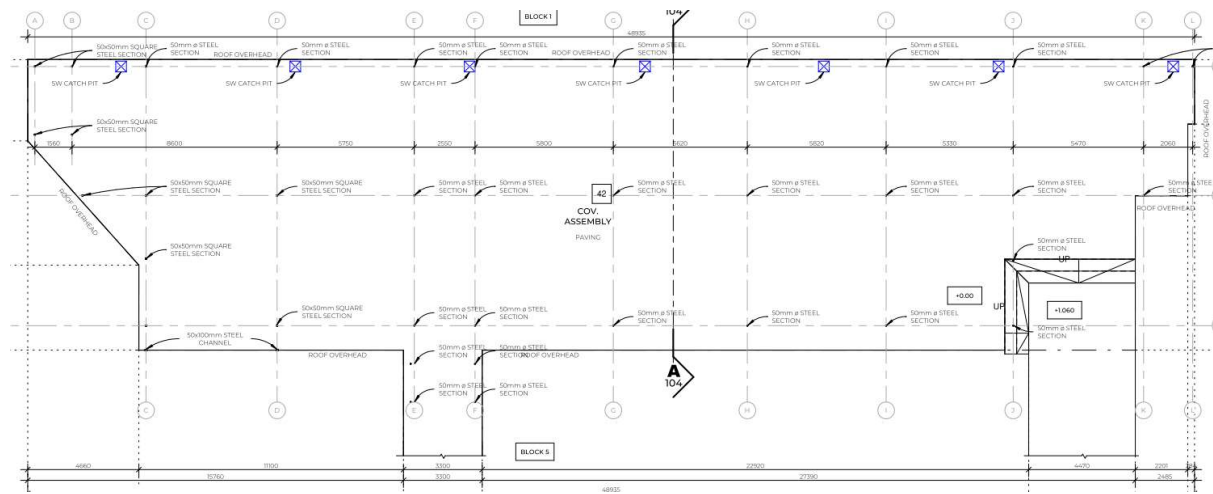 BLOCK 1
104
A
B
C
D
E
F
G
H
I
J
K
L
48935
50x50mm SQUARE
STEEL SECTION
50mm ø STEEL
SECTION
ROOF OVERHEAD
50mm ø STEEL
SECTION
50mm ø STEEL
SECTION
50mm ø STEEL
SECTION
ROOF OVERHEAD
50mm ø STEEL
SECTION
50mm ø STEEL
SECTION
50mm ø STEEL
SECTION
50mm ø STEEL
SECTION
SW CATCH PIT
SW CATCH PIT
SW CATCH PIT
SW CATCH PIT
SW CATCH PIT
SW CATCH PIT
SW CATCH PIT
ROOF OVERHEAD
50x50mm SQUARE
STEEL SECTION
1560
8600
5750
2550
5800
5620
5820
5330
5470
2060
ROOF OVERHEAD
50x50mm SQUARE
STEEL SECTION
50x50mm SQUARE
STEEL SECTION
50mm ø STEEL
SECTION
50mm ø STEEL
SECTION
50mm ø STEEL
SECTION
50mm ø STEEL
SECTION
50mm ø STEEL
SECTION
50mm ø STEEL
SECTION
50mm ø STEEL
SECTION
ROOF OVERHEAD
42
COV.
ASSEMBLY
PAVING
50x50mm SQUARE
STEEL SECTION
50mm ø STEEL
SECTION
UP
+0.00
UP
+1.060
50x50mm SQUARE
STEEL SECTION
50mm ø STEEL
SECTION
50mm ø STEEL
SECTION
50mm ø STEEL
SECTION
50mm ø STEEL
SECTION
50mm ø STEEL
SECTION
50mm ø STEEL
SECTION
50x100mm STEEL
CHANNEL
ROOF OVERHEAD
50mm ø STEEL
SECTION
50mm ø STEEL
SECTION
ROOF OVERHEAD
A
104
50mm ø STEEL
SECTION
50mm ø STEEL
SECTION
C
D
E
F
G
H
I
J
K
L
BLOCK 5
4660
11100
3300
22920
4470
2201
15760
3300
27390
2485
48935